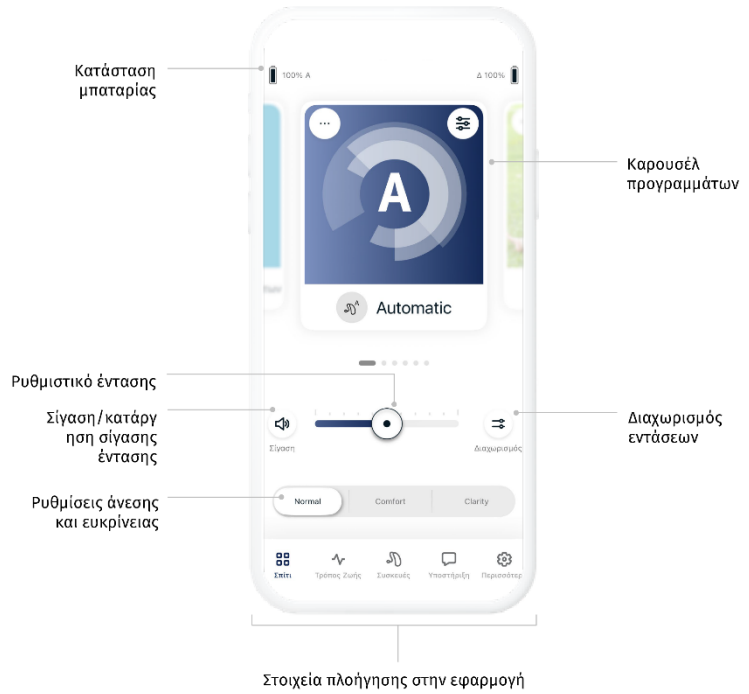 Κατάσταση
μπαταρίας
100% A
Δ 100%
Καρουσέλ
προγραμμάτων
A
Automatic
Ρυθμιστικό έντασης
Σίγαση/κατάργ
ηση σίγασης
έντασης
Σίγαση
Διαχωρισμός
Διαχωρισμός
εντάσεων
Ρυθμίσεις άνεσης
και ευκρίνειας
Normal
Comfort
Clarity
Σπίτι
Τρόπος Ζωής
Συσκευές
Υποστήριξη
Περισσότερ
Στοιχεία πλοήγησης στην εφαρμογή